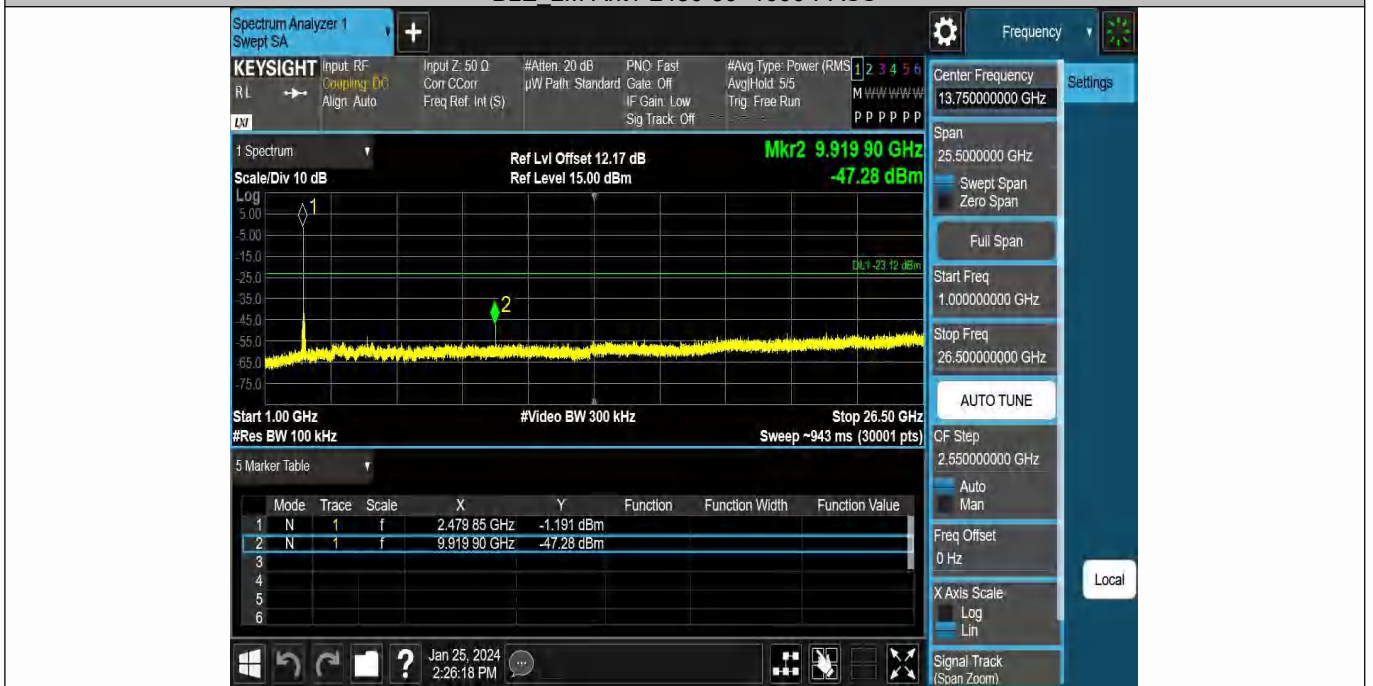 Spectrum Analyzer 1
Swept SA
+
Frequency
KEYSIGHT
RL
LXI
Input: RF
Coupling: DC
Align: Auto
Input Z: 50 Ω
Corr CCorr
Freq Ref: Int (S)
#Atten: 20 dB
µW Path: Standard
PNO: Fast
Gate: Off
IF Gain: Low
Sig Track: Off
#Avg Type: Power (RMS
Avg|Hold: 5/5
Trig: Free Run
1 2 3 4 5 6
M W W W W W
P P P P P P
1 Spectrum
Scale/Div 10 dB
Ref Lvl Offset 12.17 dB
Ref Level 15.00 dBm
Mkr2 9.919 90 GHz
-47.28 dBm
Log
5.00
-5.00
-15.0
-25.0
-35.0
-45.0
-55.0
-65.0
-75.0
1
2
DL1 -23.12 dBm
Start 1.00 GHz
#Res BW 100 kHz
#Video BW 300 kHz
Stop 26.50 GHz
Sweep ~943 ms (30001 pts)
5 Marker Table
Mode Trace Scale X Y Function Function Width Function Value
1 N 1 f 2.479 85 GHz -1.191 dBm
2 N 1 f 9.919 90 GHz -47.28 dBm
3
4
5
6
?
Jan 25, 2024
2:26:18 PM
Center Frequency
13.750000000 GHz
Settings
Span
25.5000000 GHz
Swept Span
Zero Span
Full Span
Start Freq
1.000000000 GHz
Stop Freq
26.500000000 GHz
AUTO TUNE
CF Step
2.550000000 GHz
Auto
Man
Freq Offset
0 Hz
X Axis Scale
Log
Lin
Local
Signal Track
(Span Zoom)